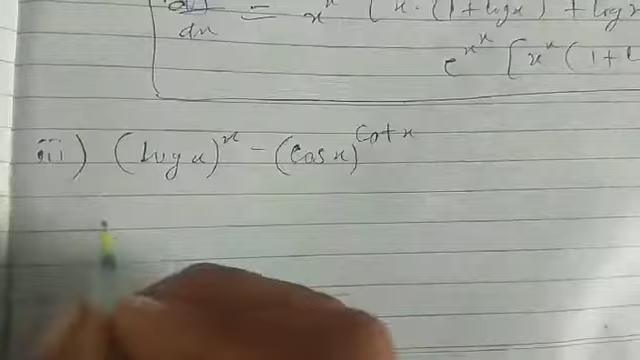 dy/dx = x^x (x · (1 + log x) + log x
e^x^x [x^x (1 +
iii) (log x)^x - (cos x)^cot x